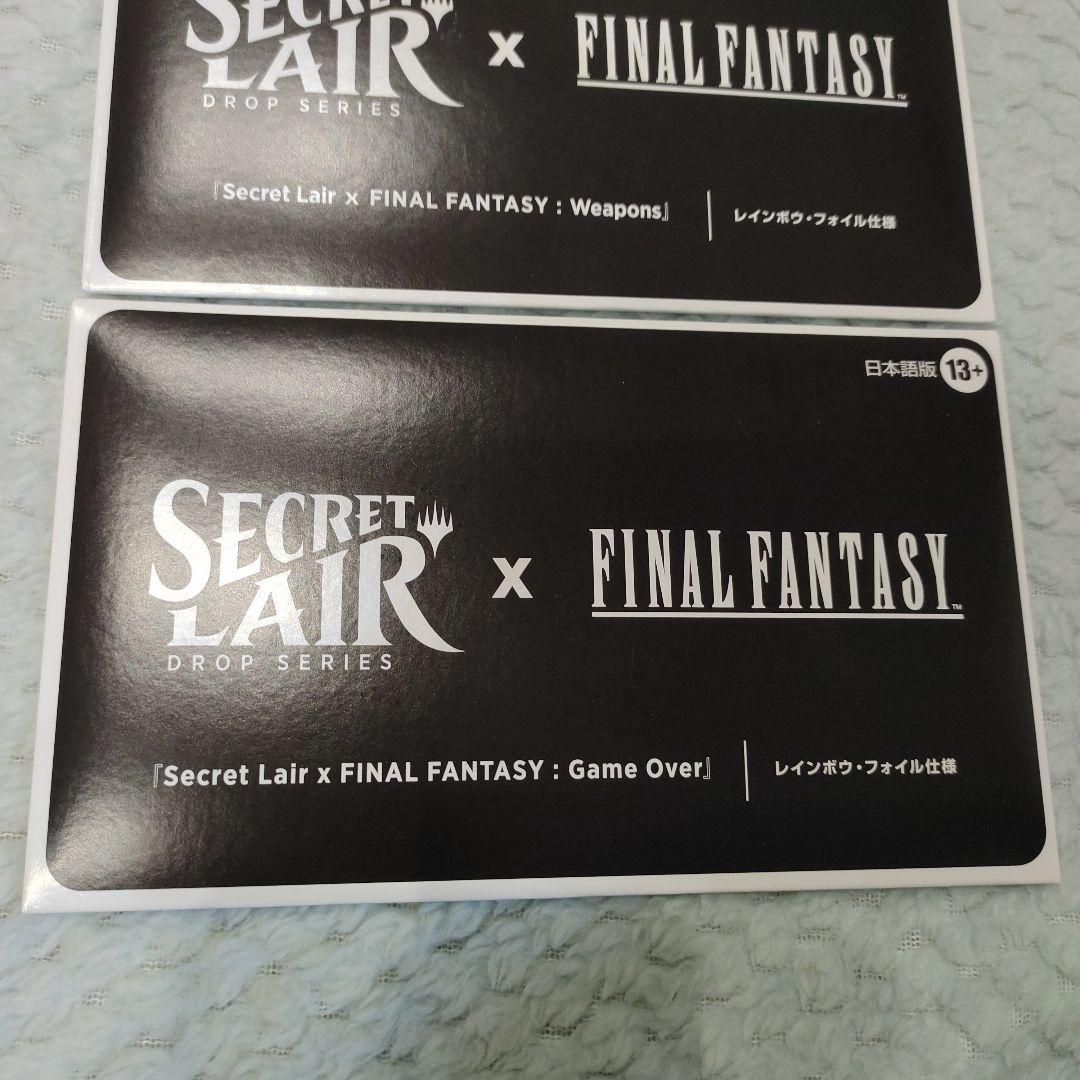 SECRET
LAIR
DROP SERIES
x
FINAL FANTASY™
『Secret Lair x FINAL FANTASY : Weapons』
レインボウ・フォイル仕様
日本語版 13+
SECRET
LAIR
DROP SERIES
x
FINAL FANTASY™
『Secret Lair x FINAL FANTASY : Game Over』
レインボウ・フォイル仕様